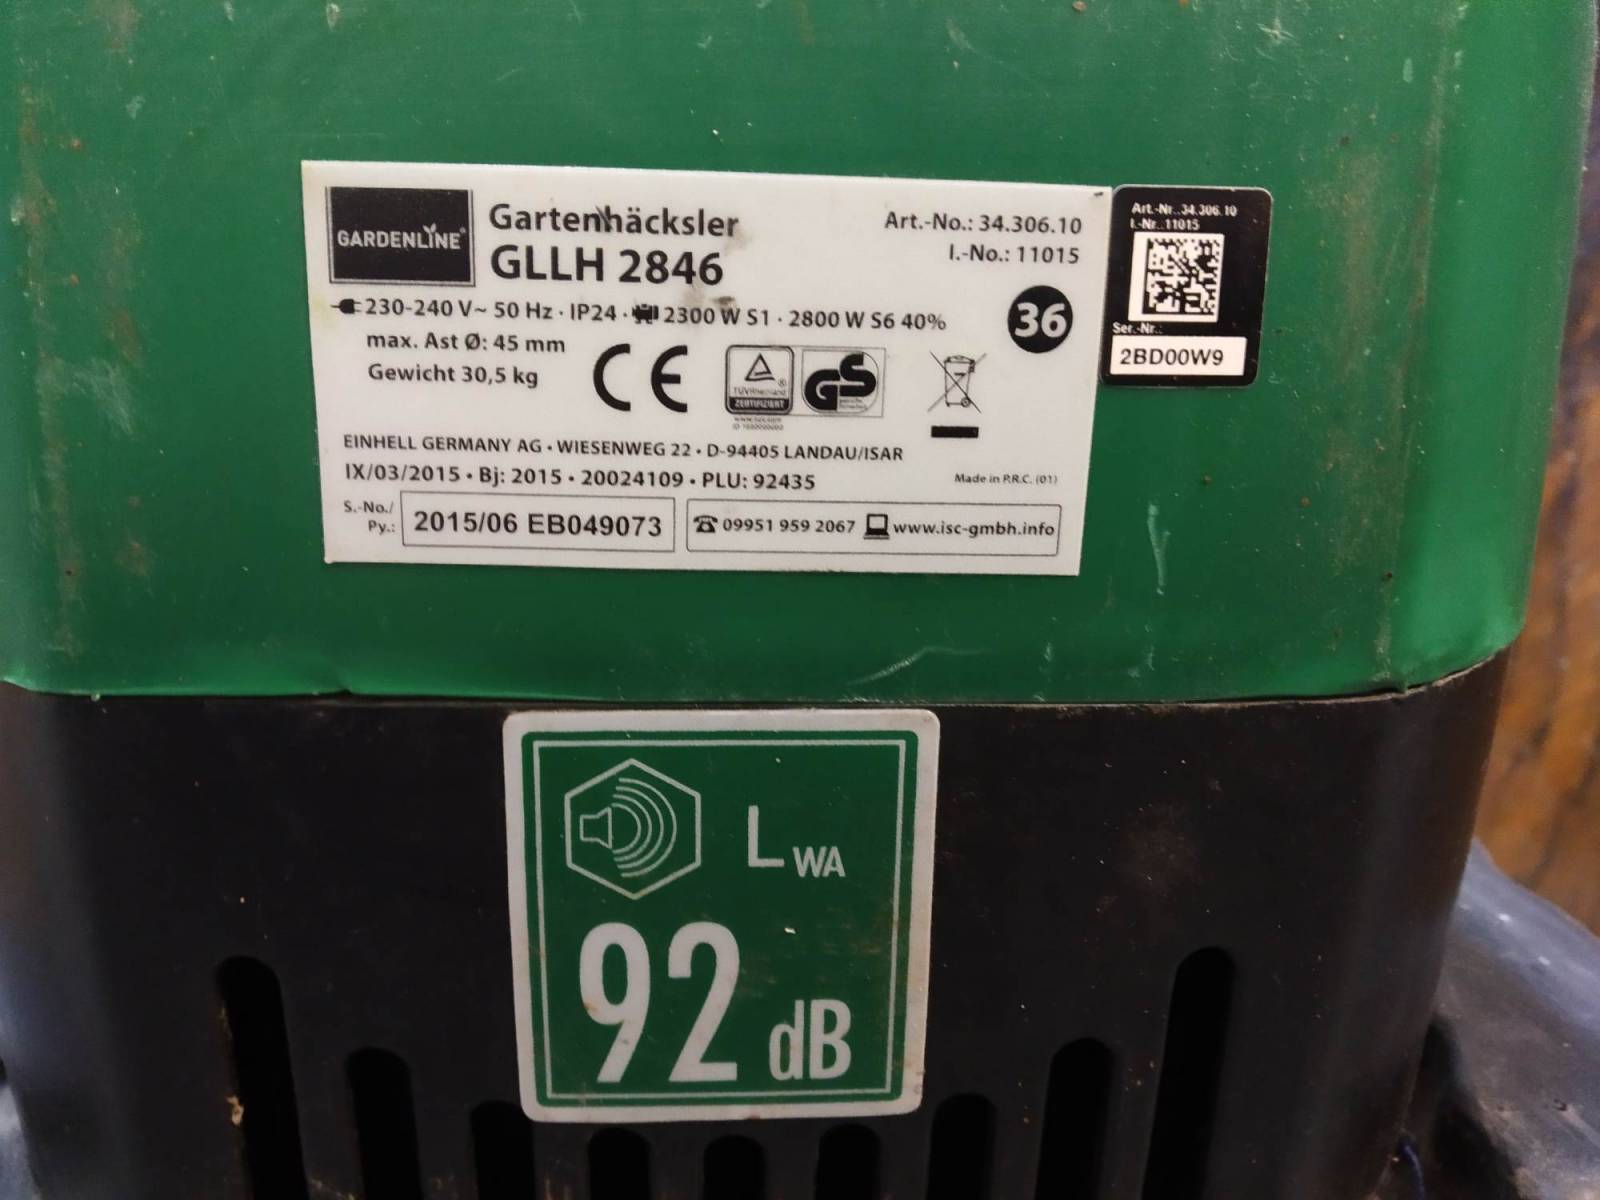 GARDENLINE®
Gartenhäcksler
GLLH 2846
Art.-No.: 34.306.10
I.-No.: 11015
230-240 V~ 50 Hz · IP24 · 2300 W S1 · 2800 W S6 40%
36
max. Ast Ø: 45 mm
Gewicht 30,5 kg
CE
TÜVRheinland
ZERTIFIZIERT
GS
EINHELL GERMANY AG · WIESENWEG 22 · D-94405 LANDAU/ISAR
IX/03/2015 · Bj: 2015 · 20024109 · PLU: 92435
Made in P.R.C. (01)
S.-No./
Py.:
2015/06 EB049073
09951 959 2067 www.isc-gmbh.info
Art.-Nr.:34.306.10
I.-Nr.:11015
Ser.-Nr.:
2BD00W9
LWA
92 dB